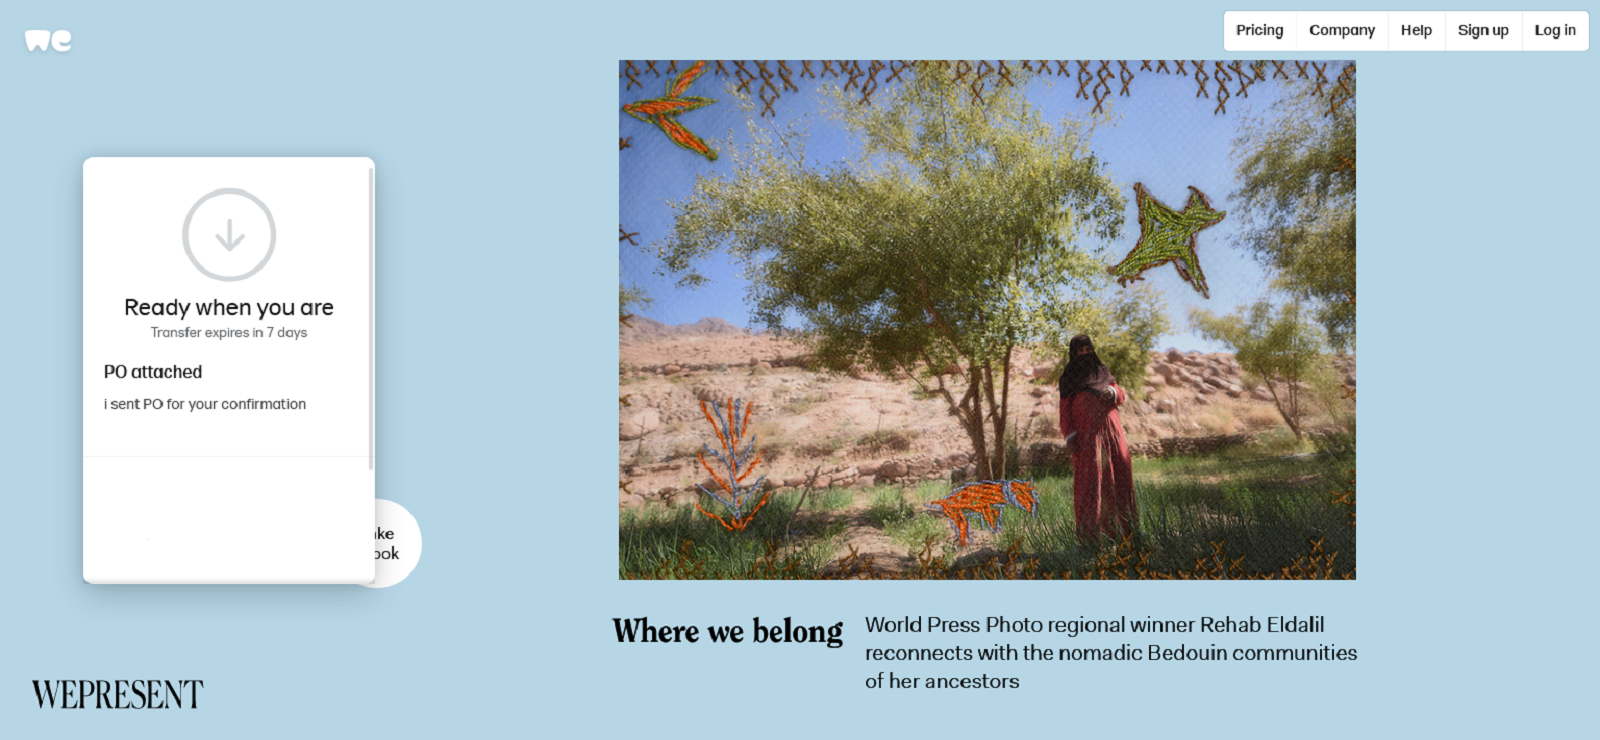 we
Pricing Company Help Sign up Log in
Ready when you are
Transfer expires in 7 days
PO attached
i sent PO for your confirmation
ke
ok
Where we belong
World Press Photo regional winner Rehab Eldalil
reconnects with the nomadic Bedouin communities
of her ancestors
WEPRESENT